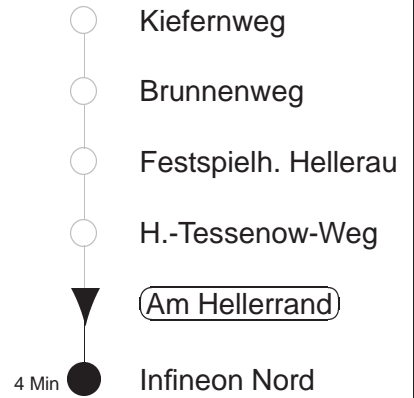 Kiefernweg
Brunnenweg
Festspielh. Hellerau
H.-Tessenow-Weg
Am Hellerrand
4 Min Infineon Nord